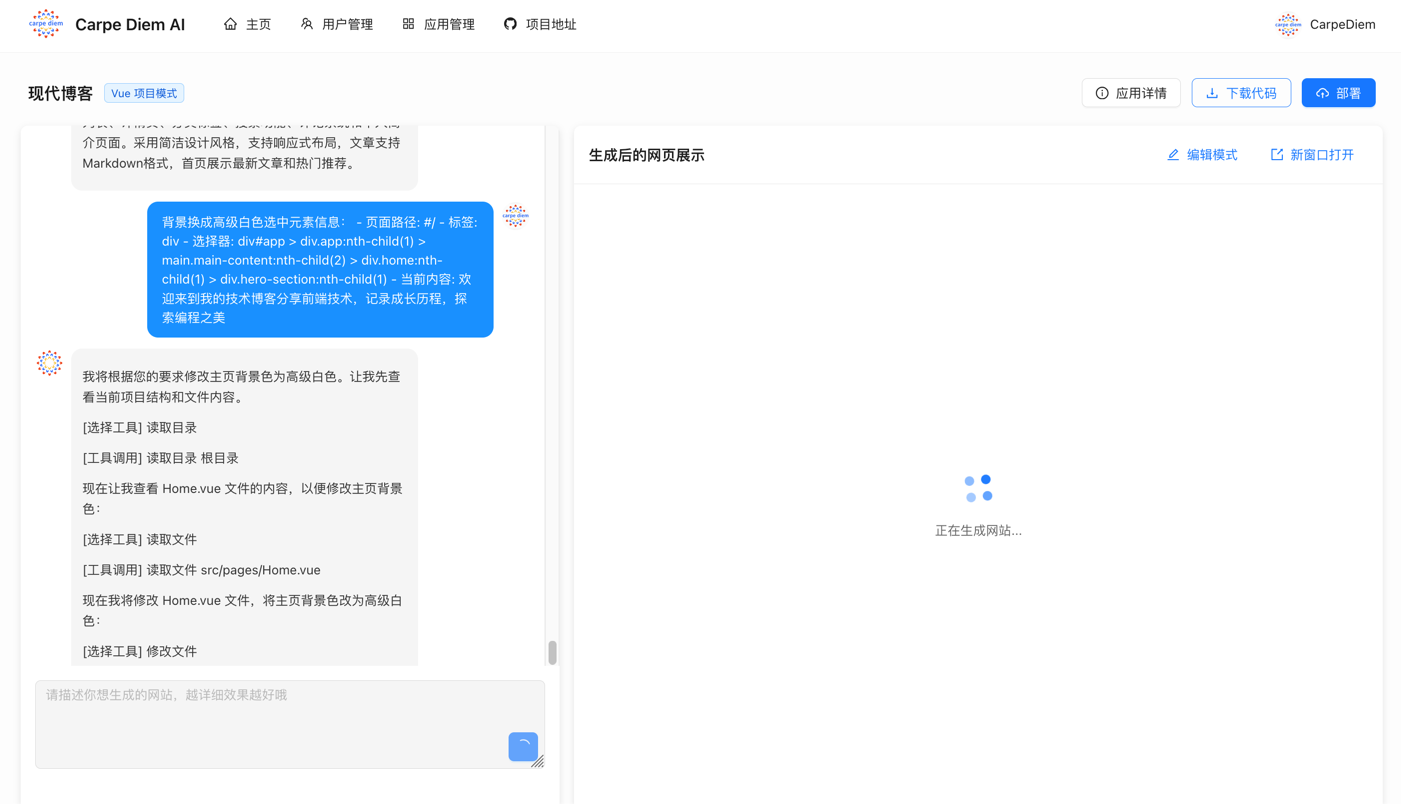 carpe diem
Carpe Diem AI
主页
用户管理
应用管理
项目地址
carpe diem
CarpeDiem
现代博客
Vue 项目模式
应用详情
下载代码
部署
介页面。采用简洁设计风格，支持响应式布局，文章支持
Markdown格式，首页展示最新文章和热门推荐。
背景换成高级白色选中元素信息： - 页面路径: #/ - 标签:
div - 选择器: div#app > div.app:nth-child(1) >
main.main-content:nth-child(2) > div.home:nth-
child(1) > div.hero-section:nth-child(1) - 当前内容: 欢
迎来到我的技术博客分享前端技术，记录成长历程，探
索编程之美
carpe diem
我将根据您的要求修改主页背景色为高级白色。让我先查
看当前项目结构和文件内容。
[选择工具] 读取目录
[工具调用] 读取目录 根目录
现在让我查看 Home.vue 文件的内容，以便修改主页背景
色：
[选择工具] 读取文件
[工具调用] 读取文件 src/pages/Home.vue
现在我将修改 Home.vue 文件，将主页背景色改为高级白
色：
[选择工具] 修改文件
请描述你想生成的网站，越详细效果越好哦
生成后的网页展示
编辑模式
新窗口打开
正在生成网站...